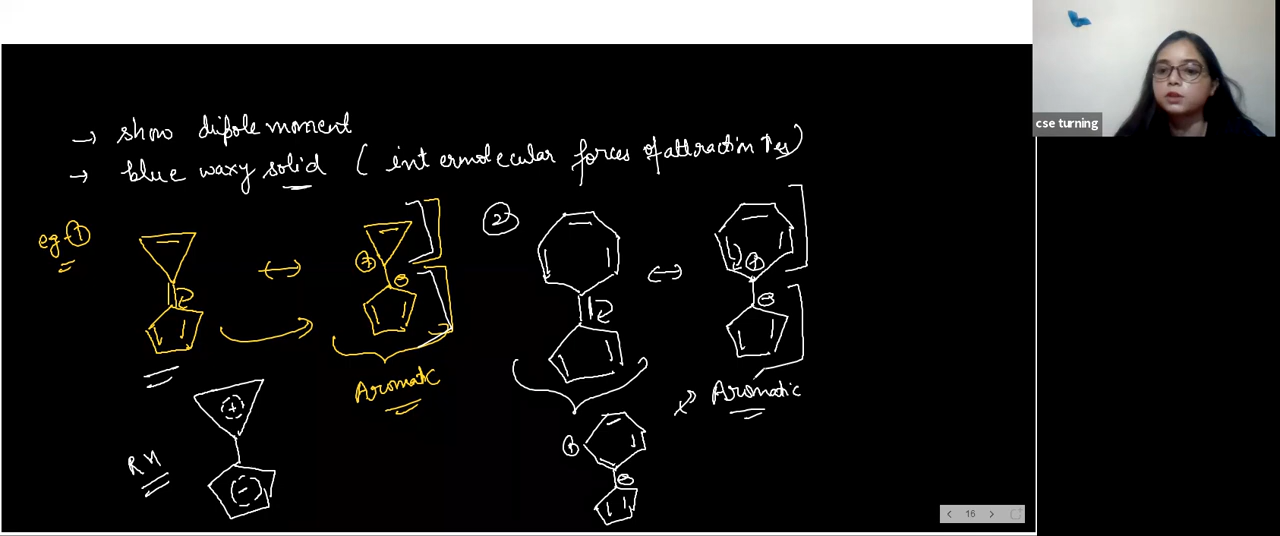 → show dipole moment
→ blue waxy solid ( intermolecular forces of attraction ↑es)
eg-①
②
⊕
⊖
⊕
⊖
Aromatic
Aromatic
+
-
RH
⊕
⊖
cse turning
< 16 >